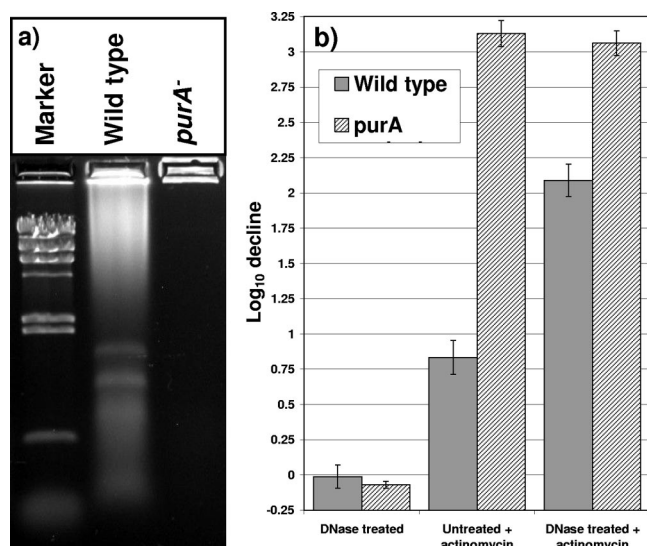 a)
Marker
Wild type
purA-
b)
Log10 decline
3.25
3
2.75
2.5
2.25
2
1.75
1.5
1.25
1
0.75
0.5
0.25
0
-0.25
Wild type
purA
DNase treated
Untreated +
actinomycin
DNase treated +
actinomycin